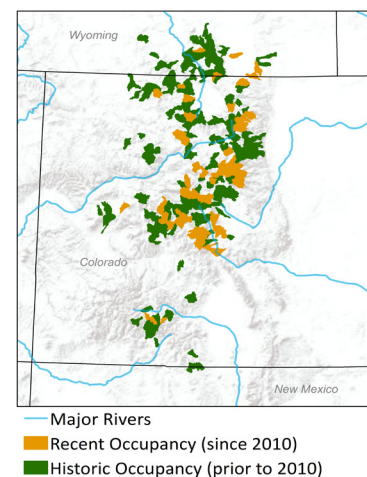 Wyoming
Colorado
New Mexico
Major Rivers
Recent Occupancy (since 2010)
Historic Occupancy (prior to 2010)